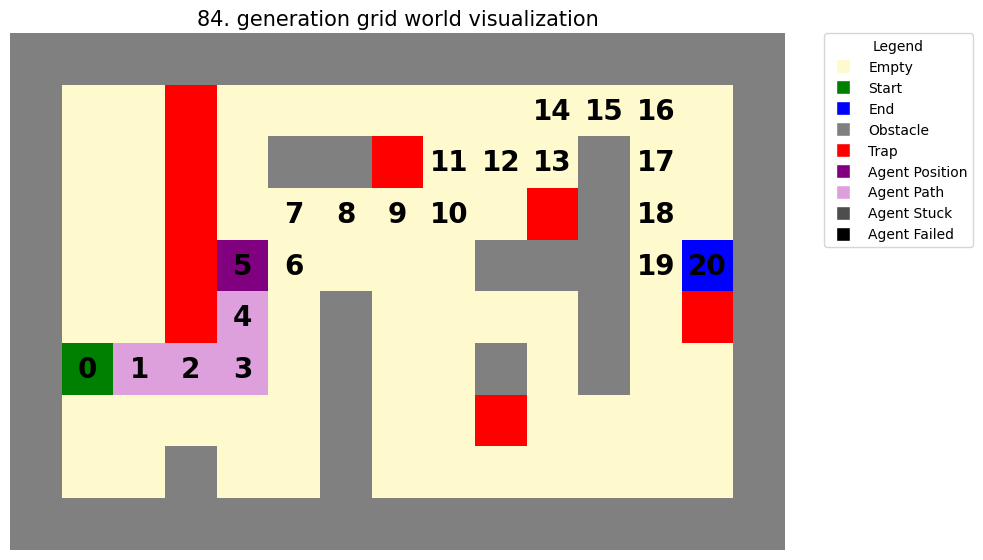 84. generation grid world visualization
Legend
Empty
Start
End
Obstacle
Trap
Agent Position
Agent Path
Agent Stuck
Agent Failed
14 15 16
11 12 13 17
7 8 9 10 18
5 6 19 20
4
0 1 2 3